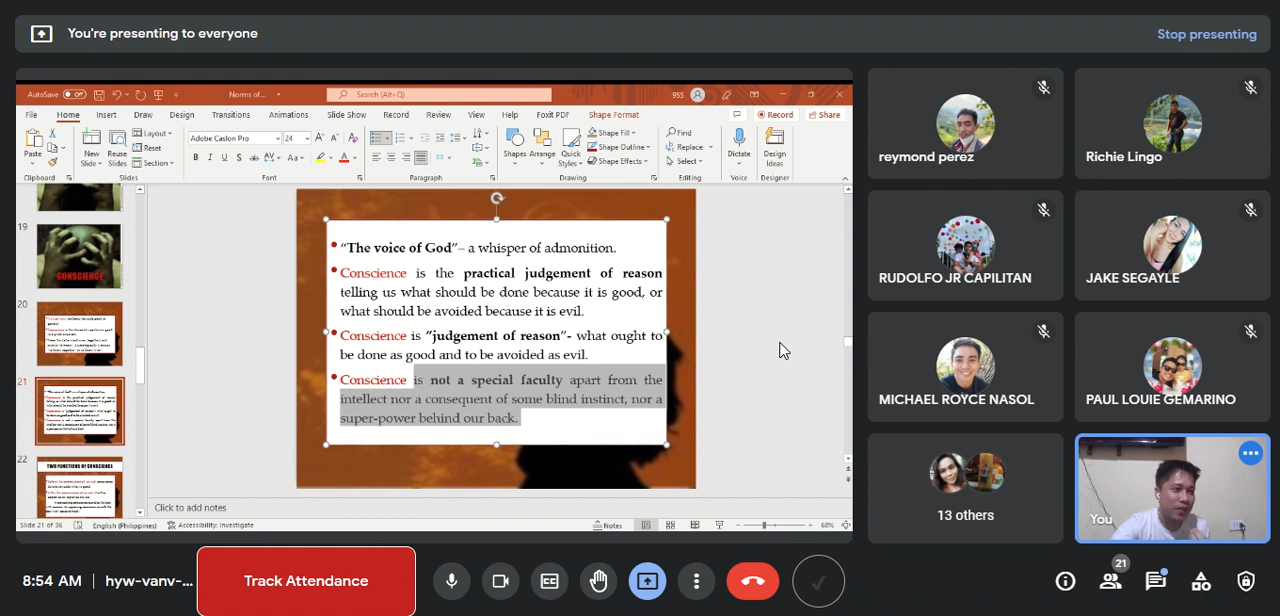 You're presenting to everyone
Stop presenting
AutoSave Off
Norms of...
Search (Alt+Q)
955
File Home Insert Draw Design Transitions Animations Slide Show Record Review View Help Foxit PDF Shape Format
Record Share
Paste
New Slide
Reuse Slides
Layout
Reset
Section
Adobe Caslon Pro 24
Shapes Arrange Quick Styles
Shape Fill
Shape Outline
Shape Effects
Find
Replace
Select
Dictate
Design Ideas
Clipboard Slides Font Paragraph Drawing Editing Voice Designer
19
CONSCIENCE
20
21
22
TWO FUNCTIONS OF CONSCIENCE
“The voice of God”– a whisper of admonition.
Conscience is the practical judgement of reason
telling us what should be done because it is good, or
what should be avoided because it is evil.
Conscience is ”judgement of reason”- what ought to
be done as good and to be avoided as evil.
Conscience is not a special faculty apart from the
intellect nor a consequent of some blind instinct, nor a
super-power behind our back.
Click to add notes
Slide 21 of 36 English (Philippines) Accessibility: Investigate
Notes
68%
reymond perez
Richie Lingo
RUDOLFO JR CAPILITAN
JAKE SEGAYLE
MICHAEL ROYCE NASOL
PAUL LOUIE GEMARINO
13 others
You
8:54 AM | hyw-vanv-...
Track Attendance
21